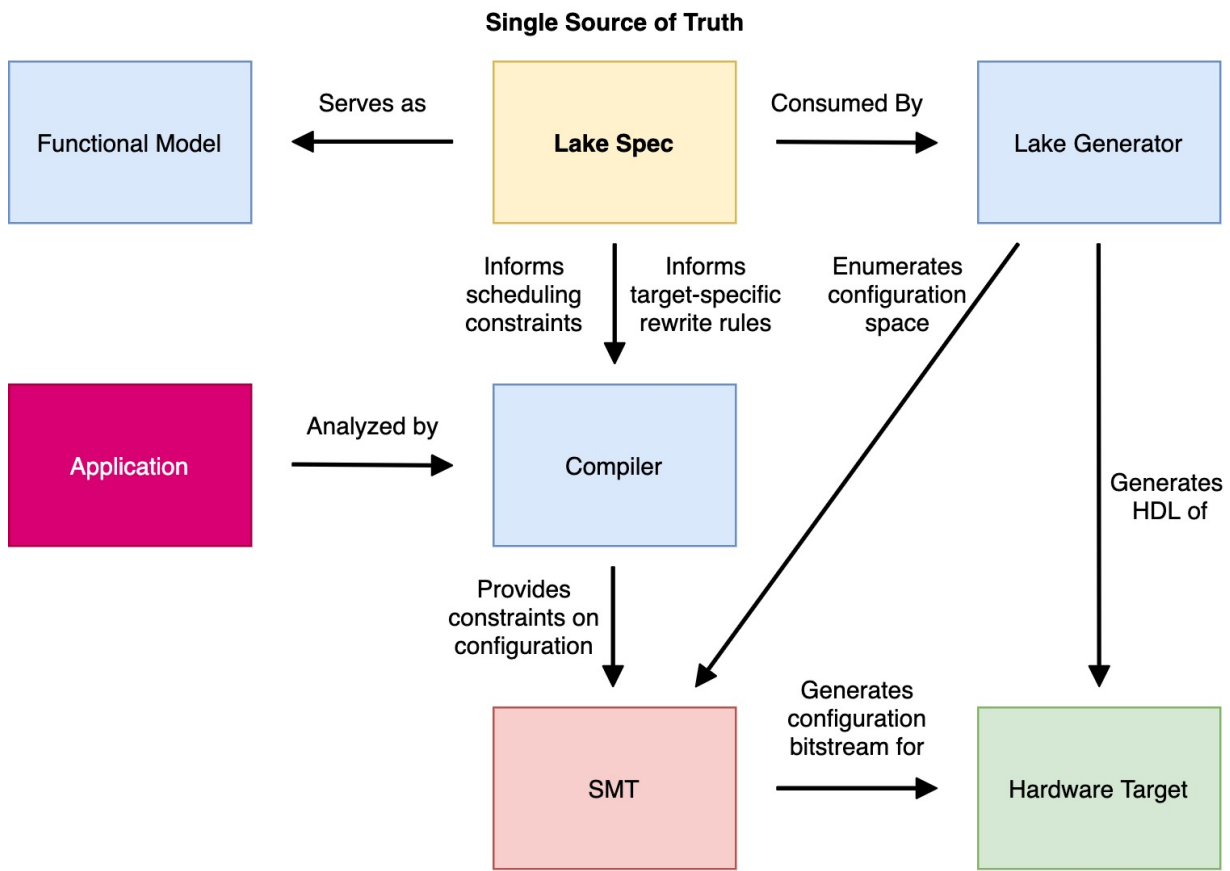 Single Source of Truth
Functional Model
Serves as
Lake Spec
Consumed By
Lake Generator
Informs
scheduling
constraints
Informs
target-specific
rewrite rules
Enumerates
configuration
space
Application
Analyzed by
Compiler
Generates
HDL of
Provides
constraints on
configuration
SMT
Generates
configuration
bitstream for
Hardware Target